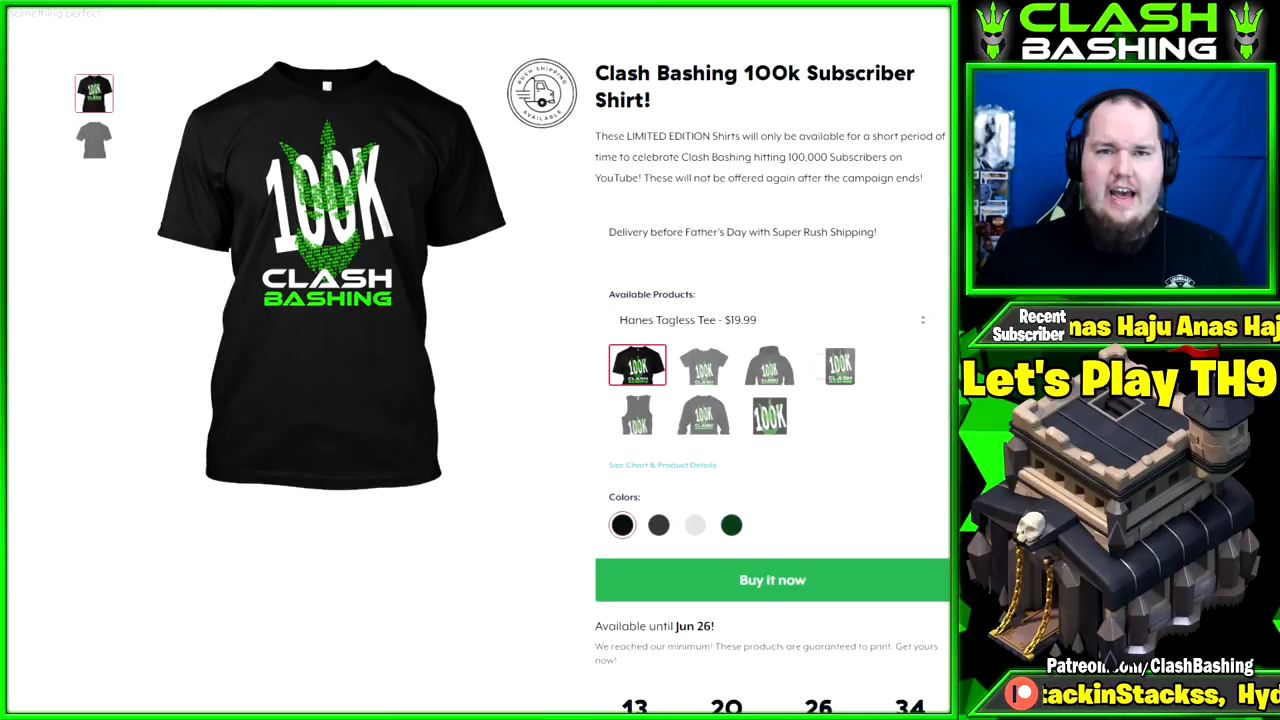 something perfect
CLASH
BASHING
RUSH SHIPPING
AVAILABLE
Clash Bashing 100k Subscriber
Shirt!
These LIMITED EDITION Shirts will only be available for a short period of
time to celebrate Clash Bashing hitting 100,000 Subscribers on
YouTube! These will not be offered again after the campaign ends!
100K
CLASH
BASHING
Delivery before Father's Day with Super Rush Shipping!
Available Products:
Hanes Tagless Tee - $19.99
Size Chart & Product Details
Colors:
Buy it now
Available until Jun 26!
We reached our minimum! These products are guaranteed to print. Get yours
now!
13 20 26 34
Recent
Subscriber
nas Haju Anas Haj
Let's Play TH9
Patreon.com/ClashBashing
tackinStackss, Hyd